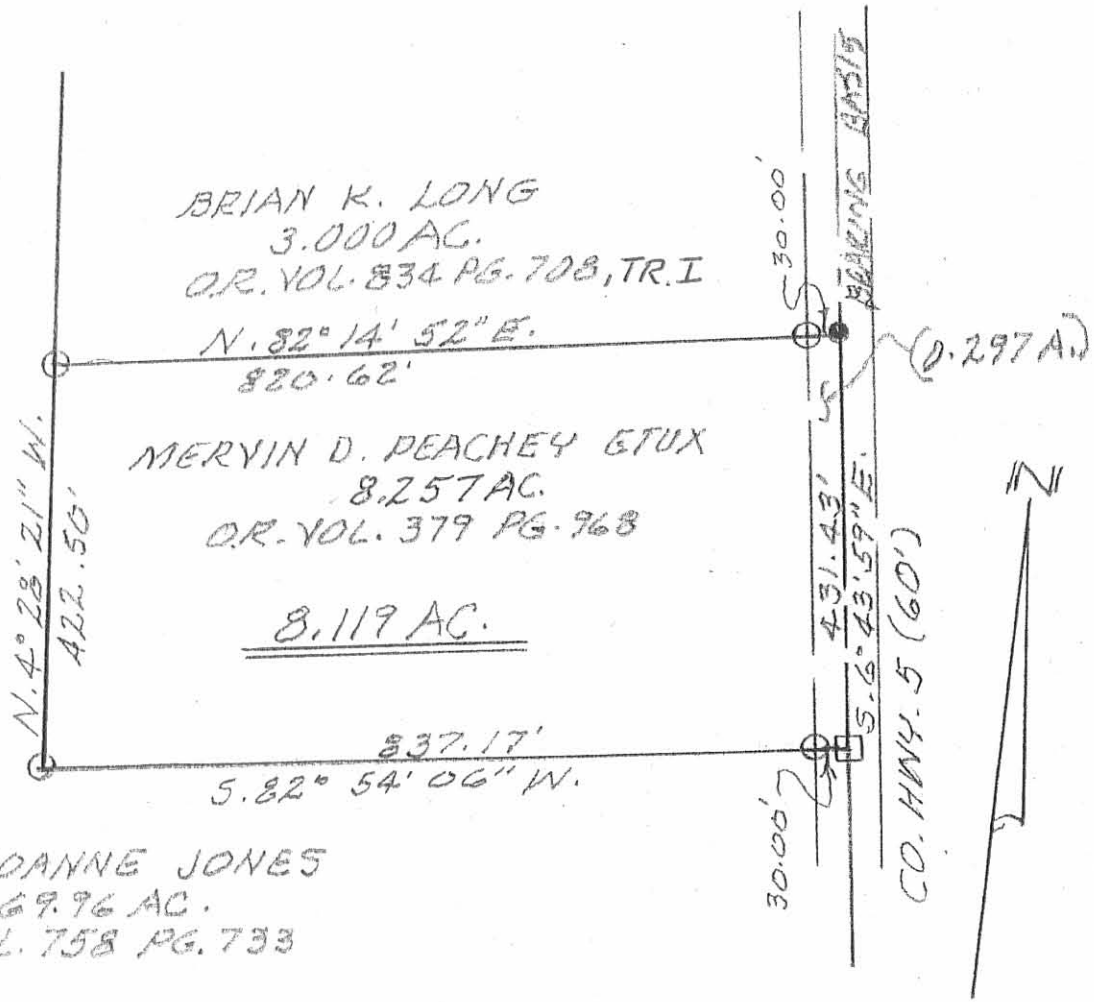 BEARING BASIS
BRIAN K. LONG
3.000 AC.
O.R. VOL. 834 PG. 708, TR. I
30.00'
N. 82° 14' 52" E.
820.62'
(0.297 A.)
MERVIN D. PEACHEY ETUX
8.257 AC.
O.R. VOL. 379 PG. 968
N. 4° 28' 21" W.
422.50'
8.119 AC.
431.43'
S. 6° 43' 59" E.
CO. HWY. 5 (60')
N
837.17'
S. 82° 54' 06" W.
30.00'
OANNE JONES
69.96 AC.
L. 758 PG. 733